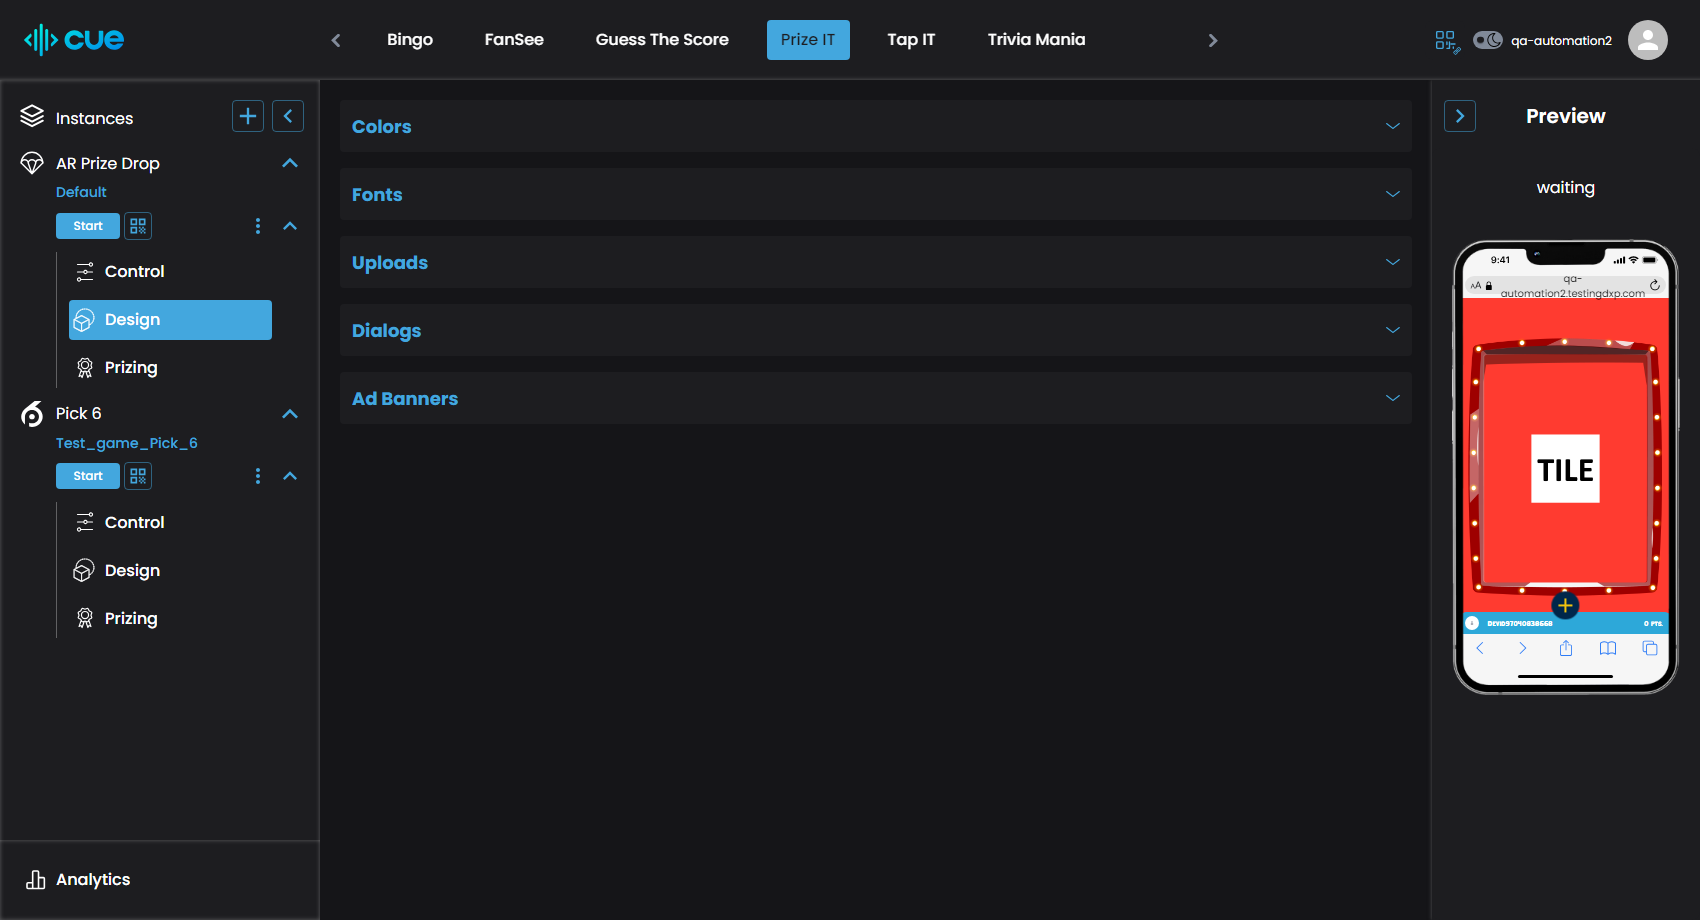 cue
Bingo
FanSee
Guess The Score
Prize IT
Tap IT
Trivia Mania
qa-automation2
Instances
AR Prize Drop
Default
Start
Control
Design
Prizing
Pick 6
Test_game_Pick_6
Start
Control
Design
Prizing
Analytics
Colors
Fonts
Uploads
Dialogs
Ad Banners
Preview
waiting
9:41
AA
qa-
automation2.testingdxp.com
TILE
0 PTS.